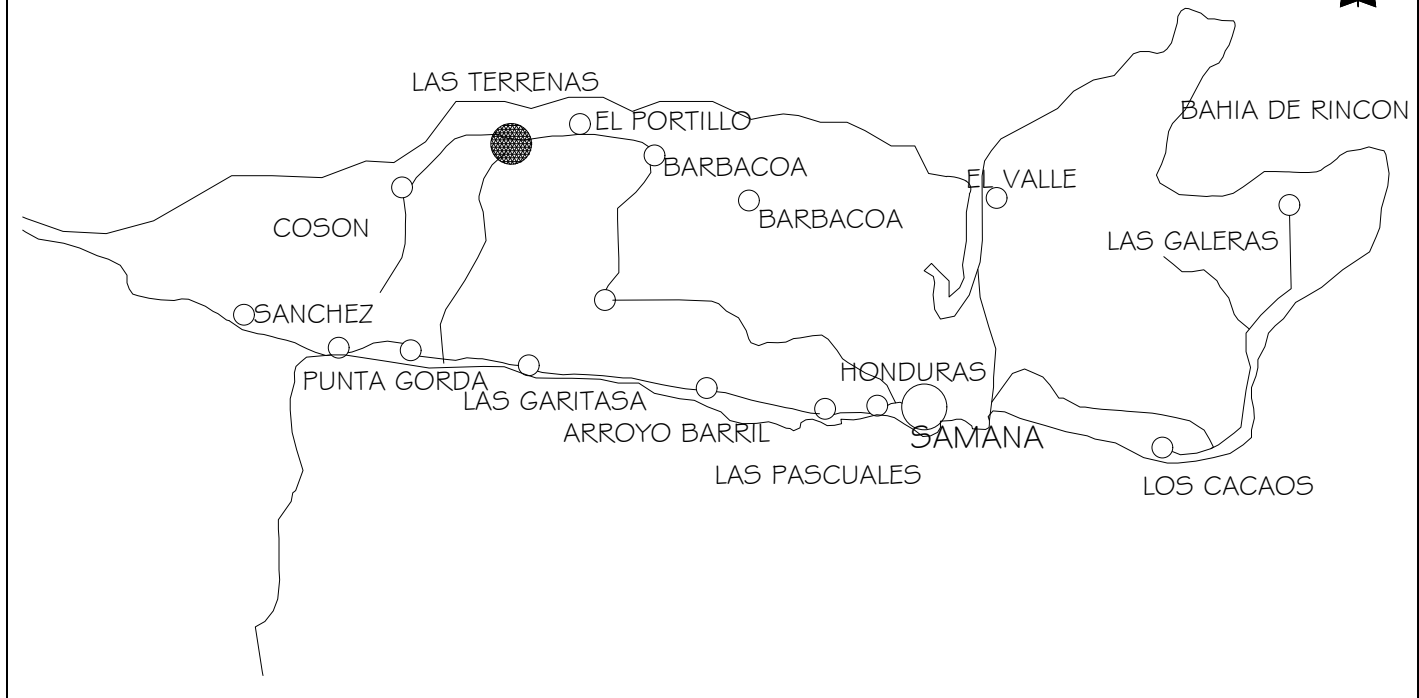 LAS TERRENAS
BAHIA DE RINCON
EL PORTILLO
BARBACOA
EL VALLE
BARBACOA
COSON
LAS GALERAS
SANCHEZ
HONDURAS
PUNTA GORDA
LAS GARITASA
ARROYO BARRIL
SAMANA
LAS PASCUALES
LOS CACAOS